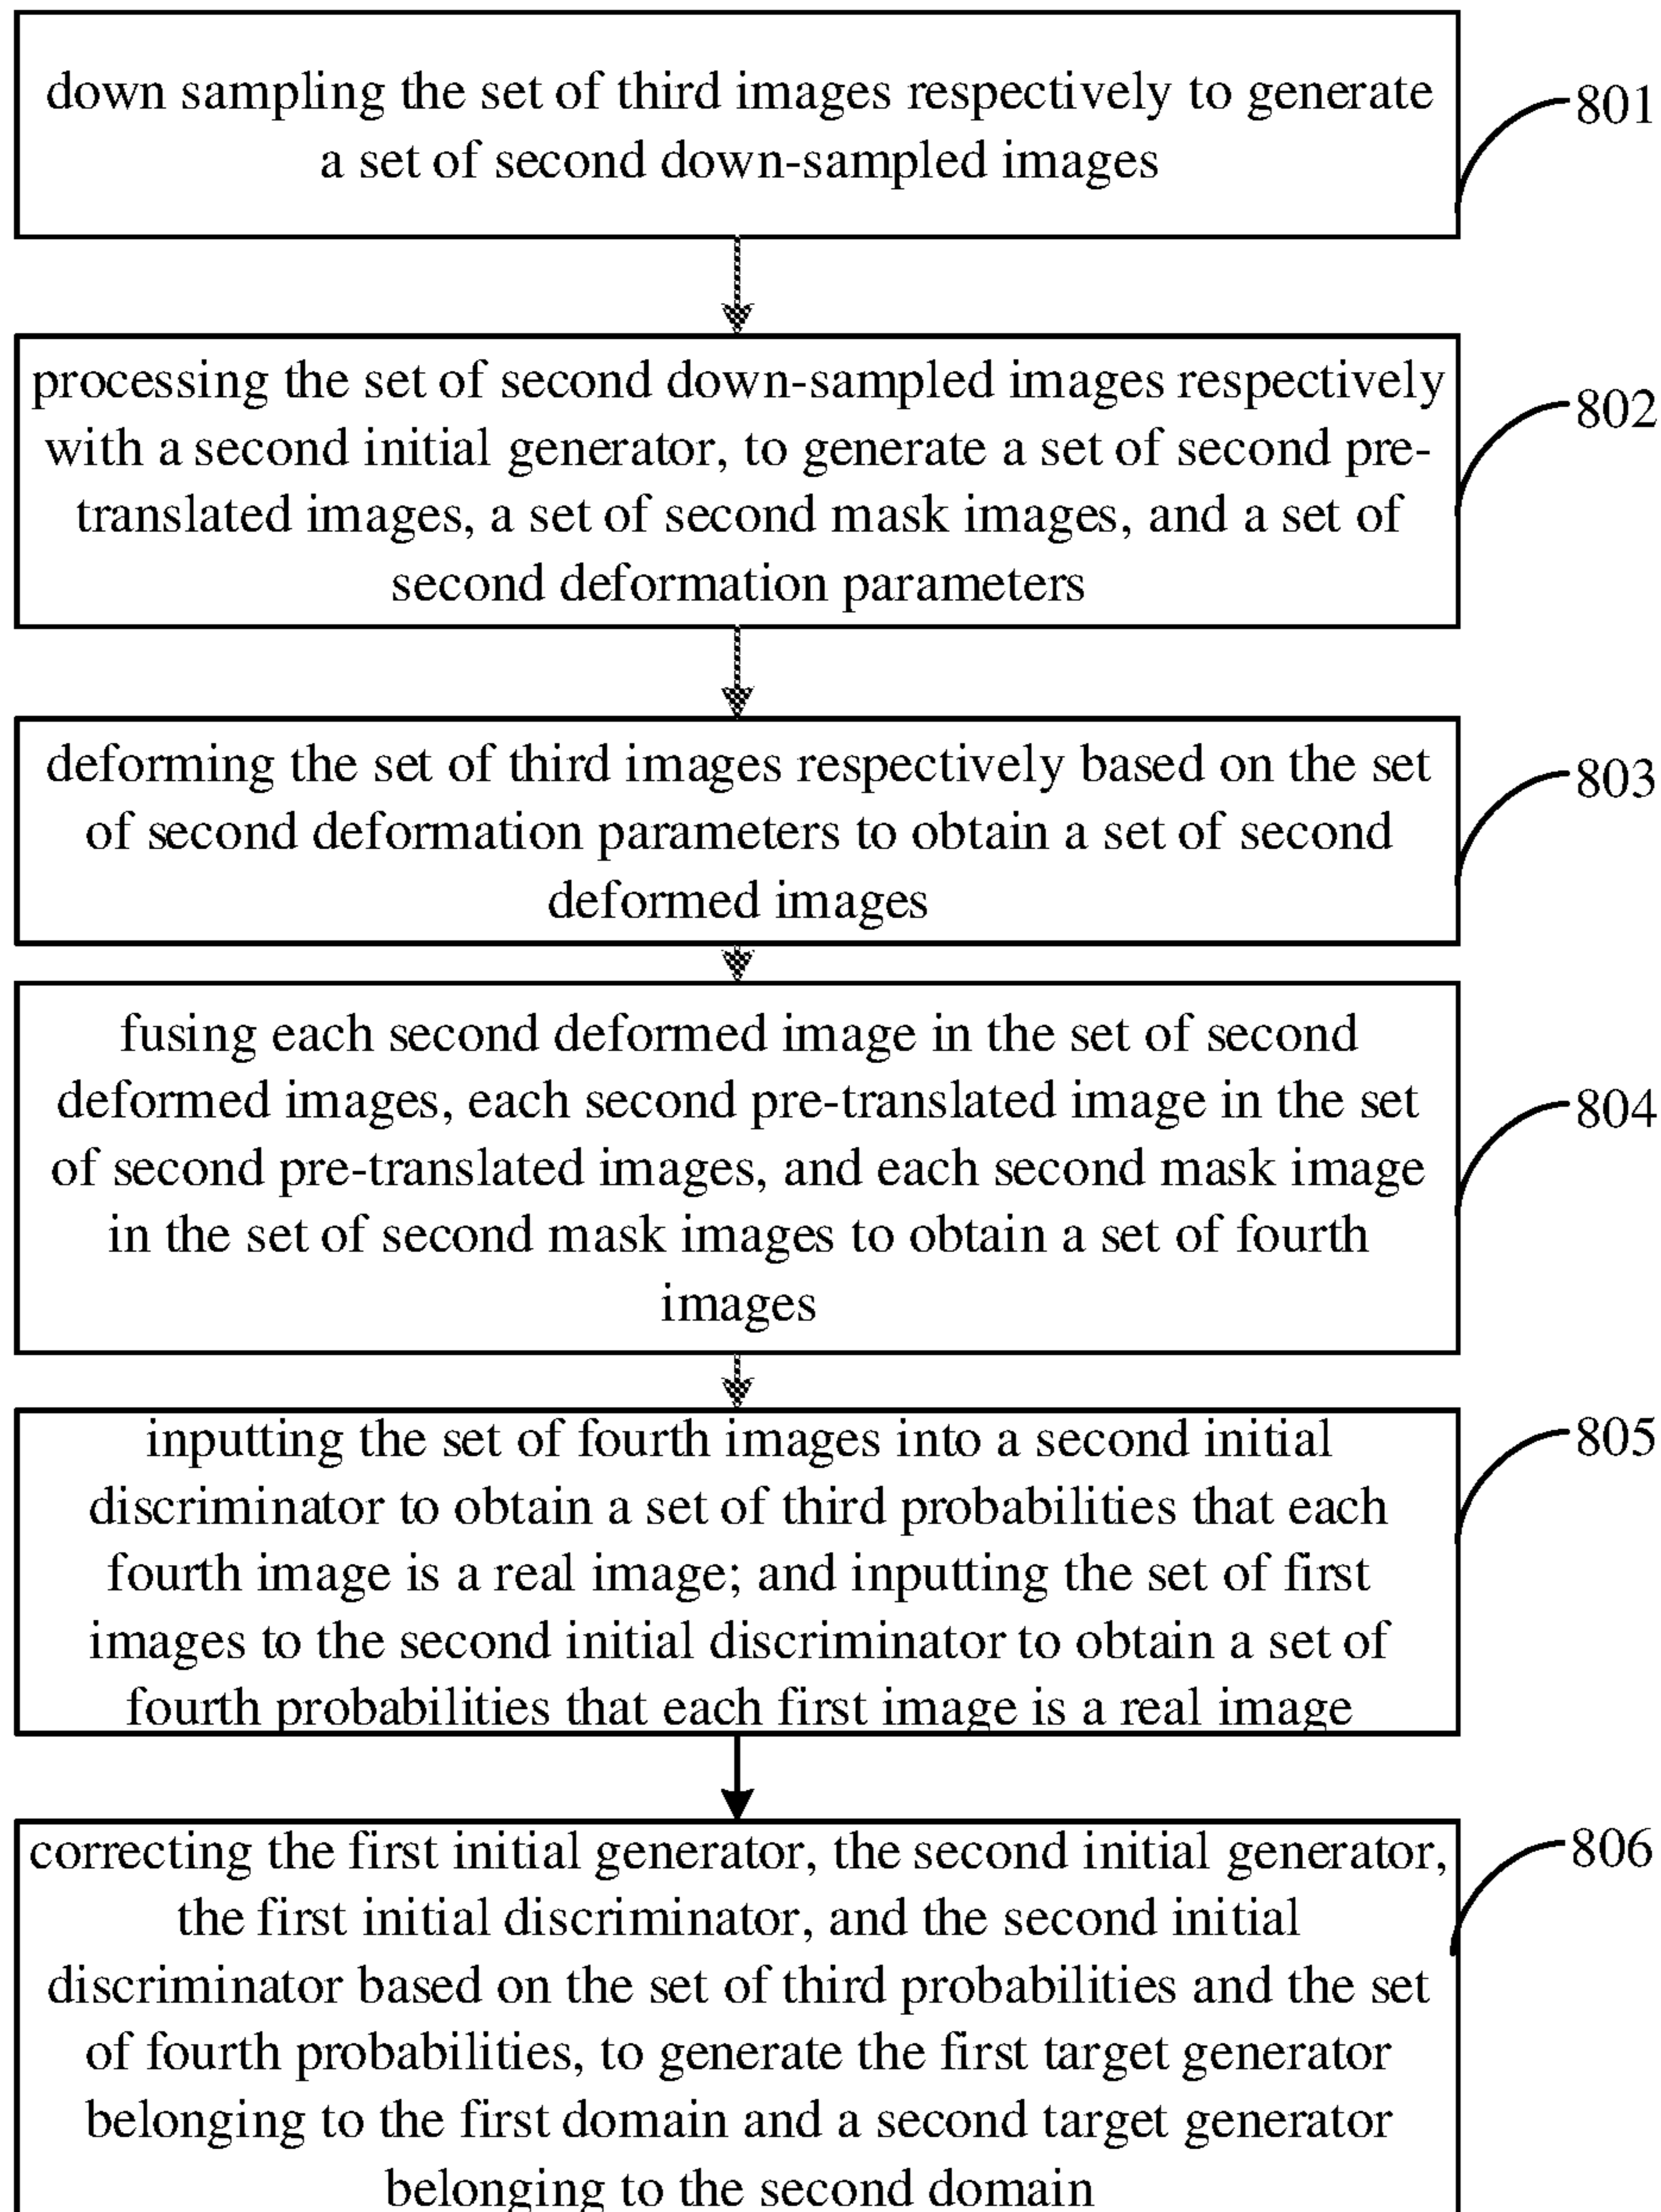 down sampling the set of third images respectively to generate
a set of second down-sampled images
801
processing the set of second down-sampled images respectively
with a second initial generator, to generate a set of second pre-
translated images, a set of second mask images, and a set of
second deformation parameters
802
deforming the set of third images respectively based on the set
of second deformation parameters to obtain a set of second
deformed images
803
fusing each second deformed image in the set of second
deformed images, each second pre-translated image in the set
of second pre-translated images, and each second mask image
in the set of second mask images to obtain a set of fourth
images
804
inputting the set of fourth images into a second initial
discriminator to obtain a set of third probabilities that each
fourth image is a real image; and inputting the set of first
images to the second initial discriminator to obtain a set of
fourth probabilities that each first image is a real image
805
correcting the first initial generator, the second initial generator,
the first initial discriminator, and the second initial
discriminator based on the set of third probabilities and the set
of fourth probabilities, to generate the first target generator
belonging to the first domain and a second target generator
belonging to the second domain
806